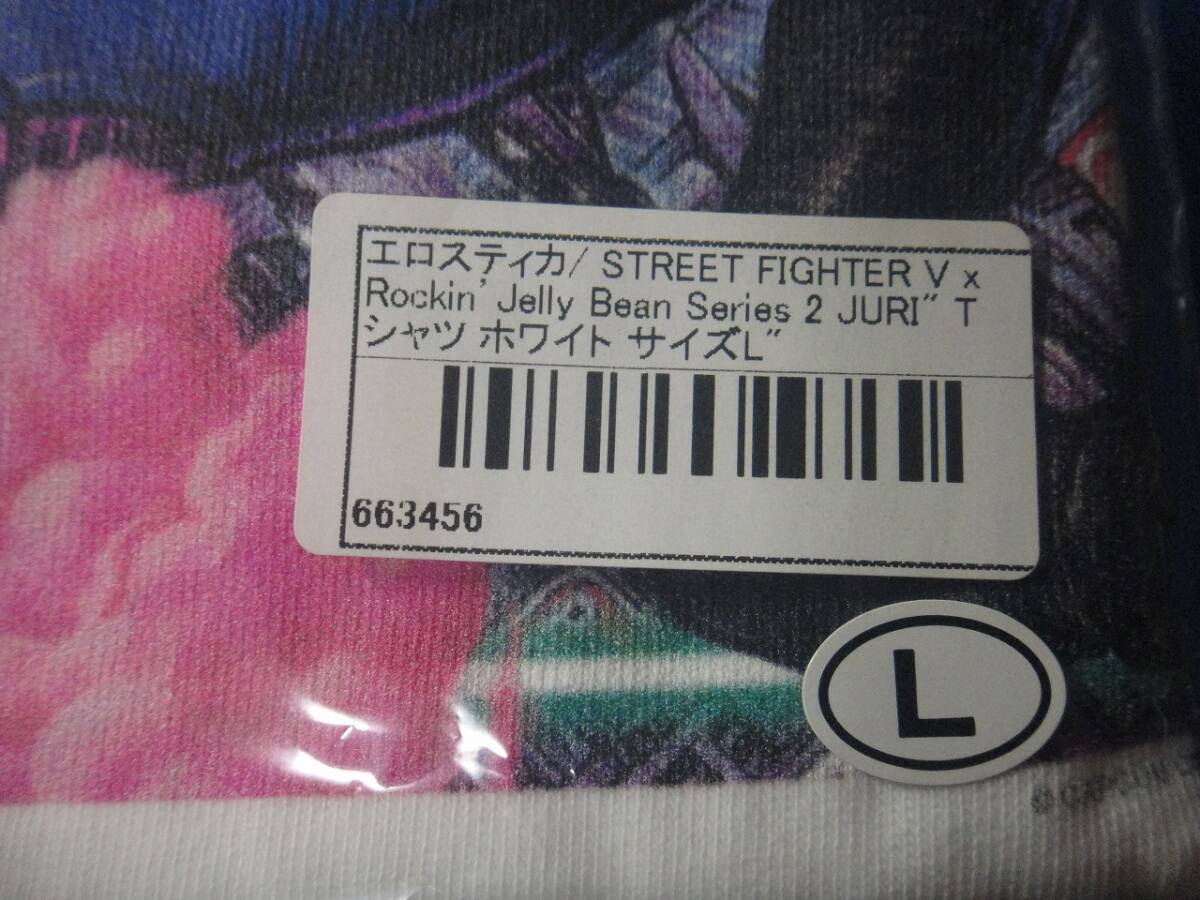 エロスティカ/ STREET FIGHTER V x
Rockin' Jelly Bean Series 2 JURI" T
シャツ ホワイト サイズL"
663456
L